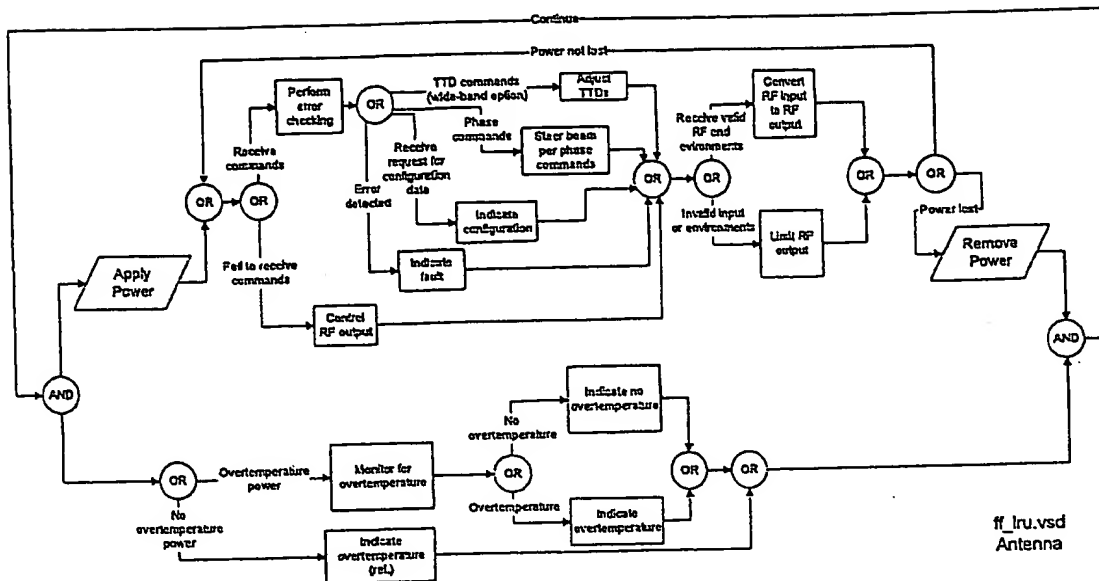 Continue
Power not lost
TTD commands
(wide-band option)
Adjust
TTDs
Convert
RF input
to RF
output
Perform
error
checking
OR
Phase
commands
Steer beam
per phase
commands
Receive valid
RF and
evironments
Receive
commands
Receive
request for
configuration
data
Error
detected
OR
OR
OR
OR
OR
OR
Invalid input
or environments
Power lost
Indicate
configuration
Limit RF
output
Remove
Power
Apply
Power
Fail to receive
commands
Indicate
fault
Control
RF output
AND
AND
Indicate no
overtemperature
No
overtemperature
OR
Overtemperature
power
Monitor for
overtemperature
OR
OR
OR
Overtemperature
Indicate
overtemperature
No
overtemperature
power
Indicate
overtemperature
(rel.)
ff_lru.vsd
Antenna